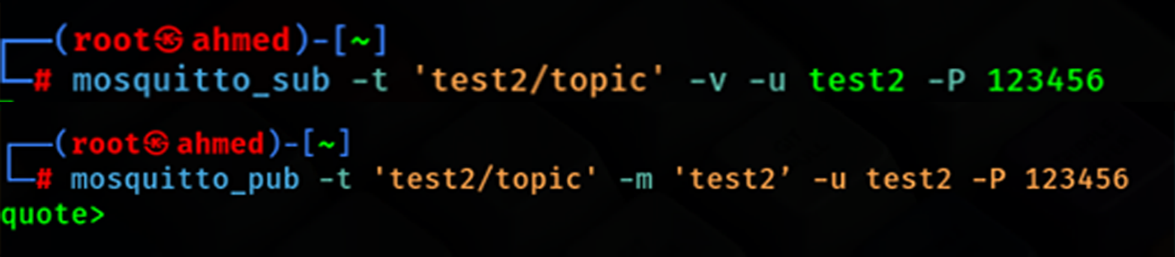 ┌──(root㉿ahmed)-[~]
└─# mosquitto_sub -t 'test2/topic' -v -u test2 -P 123456
┌──(root㉿ahmed)-[~]
└─# mosquitto_pub -t 'test2/topic' -m 'test2’ -u test2 -P 123456
quote>